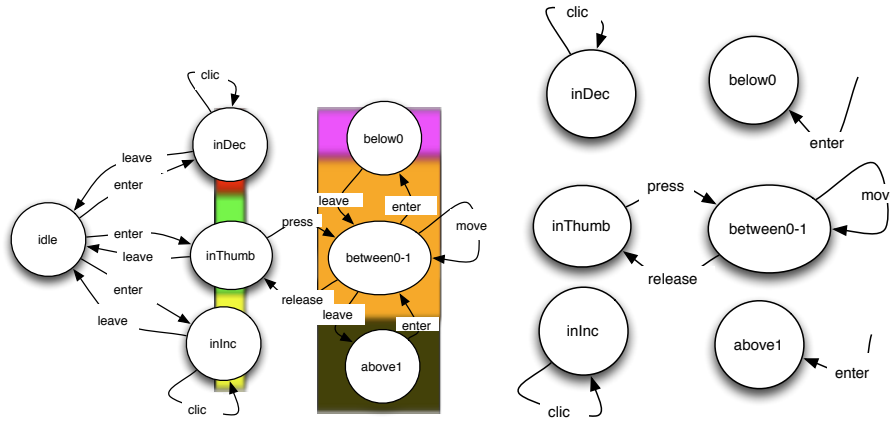 clic
inDec
below0
leave
enter
leave
enter
press
idle
enter
leave
inThumb
between0-1
move
enter
release
leave
leave
inInc
enter
above1
clic
clic
inDec
below0
enter
press
mov
inThumb
between0-1
release
inInc
above1
enter
clic